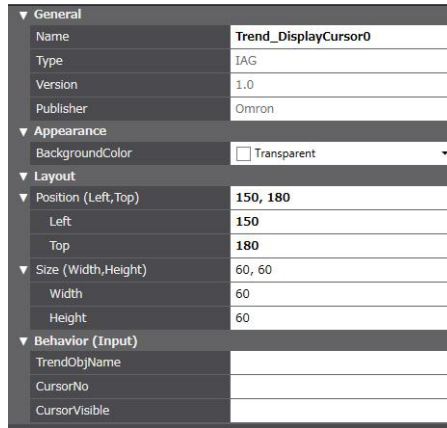 General
Name Trend_DisplayCursor0
Type IAG
Version 1.0
Publisher Omron
Appearance
BackgroundColor Transparent
Layout
Position (Left,Top) 150, 180
Left 150
Top 180
Size (Width,Height) 60, 60
Width 60
Height 60
Behavior (Input)
TrendObjName
CursorNo
CursorVisible